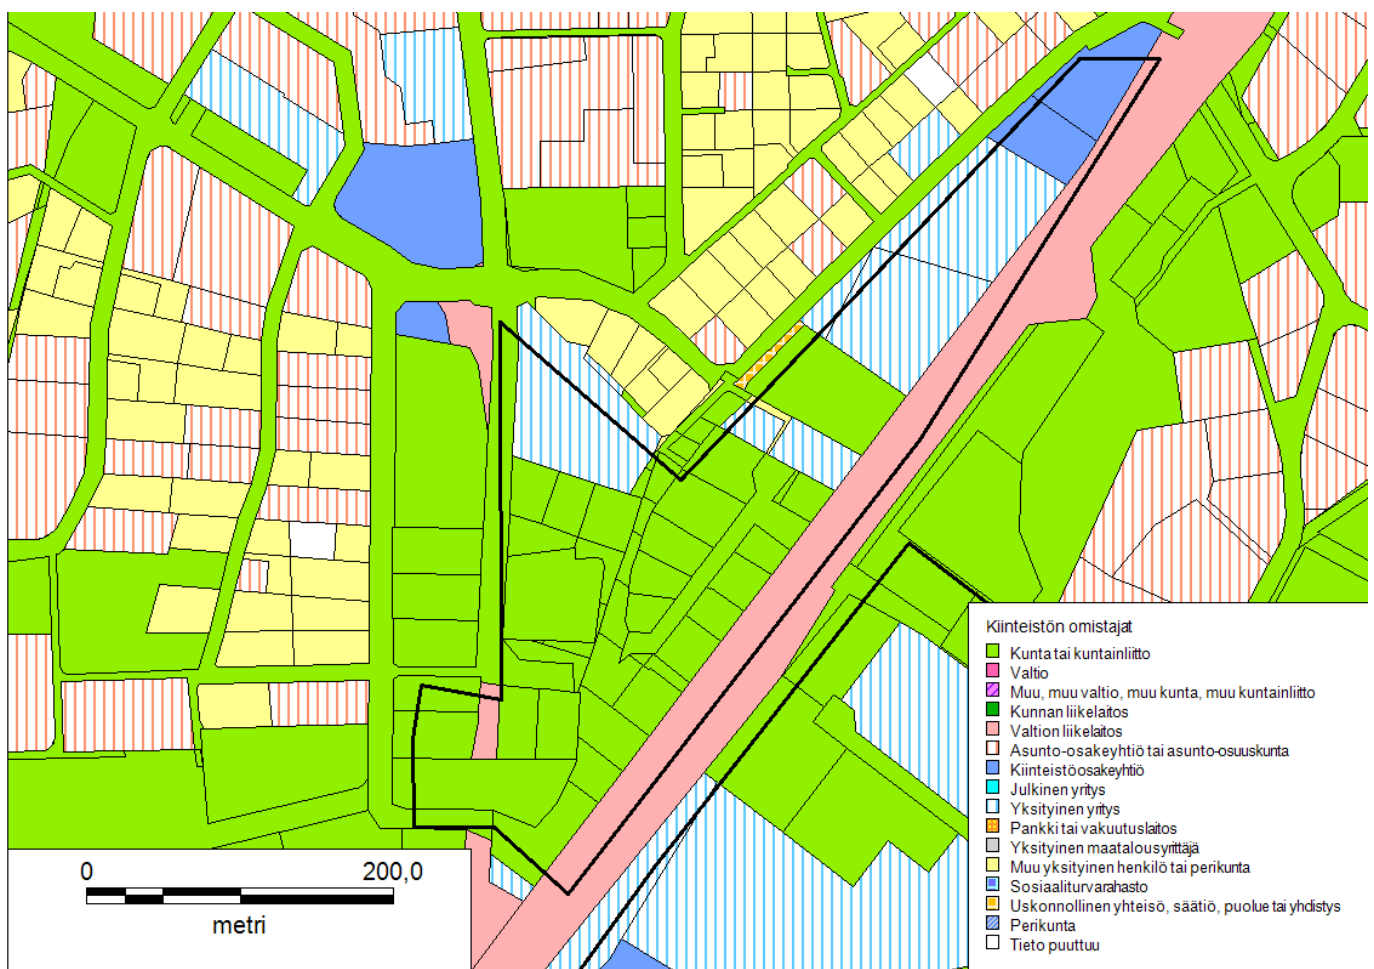 Kiinteistön omistajat
Kunta tai kuntainliitto
Valtio
Muu, muu valtio, muu kunta, muu kuntainliitto
Kunnan liikelaitos
Valtion liikelaitos
Asunto-osakeyhtiö tai asunto-osuuskunta
Kiinteistöosakeyhtiö
Julkinen yritys
Yksityinen yritys
Pankki tai vakuutuslaitos
Yksityinen maatalousyrittäjä
Muu yksityinen henkilö tai perikunta
Sosiaaliturvarahasto
Uskonnollinen yhteisö, säätiö, puolue tai yhdistys
Perikunta
Tieto puuttuu
0 200,0
metri